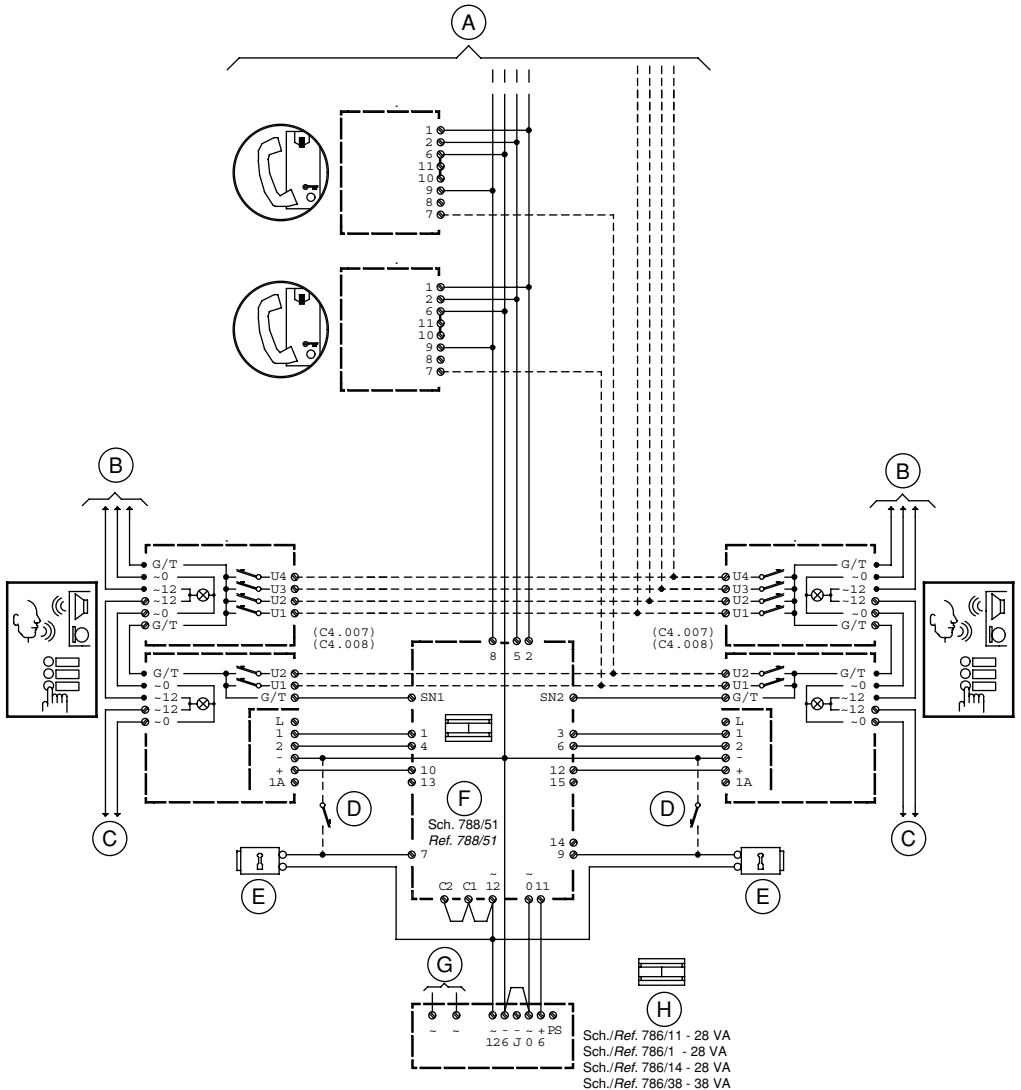 A
1
2
6
11
10
9
8
7
1
2
6
11
10
9
8
7
B
B
G/T
~0
~12
~12
~0
G/T
U4
U3
U2
U1
U4
U3
U2
U1
G/T
~0
~12
~12
~0
G/T
(C4.007)
(C4.008)
(C4.007)
(C4.008)
8 5 2
G/T
~0
~12
~12
~0
U2
U1
G/T
SN1
SN2
U2
U1
G/T
G/T
~0
~12
~12
~0
L
1
2
-
+
1A
1
4
10
13
3
6
12
15
L
1
2
-
+
1A
C
D
F
Sch. 788/51
Ref. 788/51
D
C
14
7
9
E
E
~ ~
C2 C1 12 0 11
G
H
~ ~ ~ - - ~ + PS
12 6 J 0 6
Sch./Ref. 786/11 - 28 VA
Sch./Ref. 786/1 - 28 VA
Sch./Ref. 786/14 - 28 VA
Sch./Ref. 786/38 - 38 VA